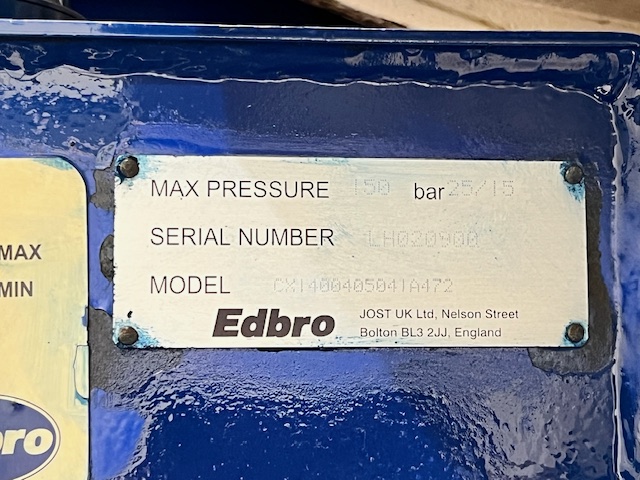 MAX PRESSURE 150 bar 25/15
SERIAL NUMBER LH030900
MODEL CX1400405041A472
Edbro
JOST UK Ltd, Nelson Street
Bolton BL3 2JJ, England
MAX
MIN